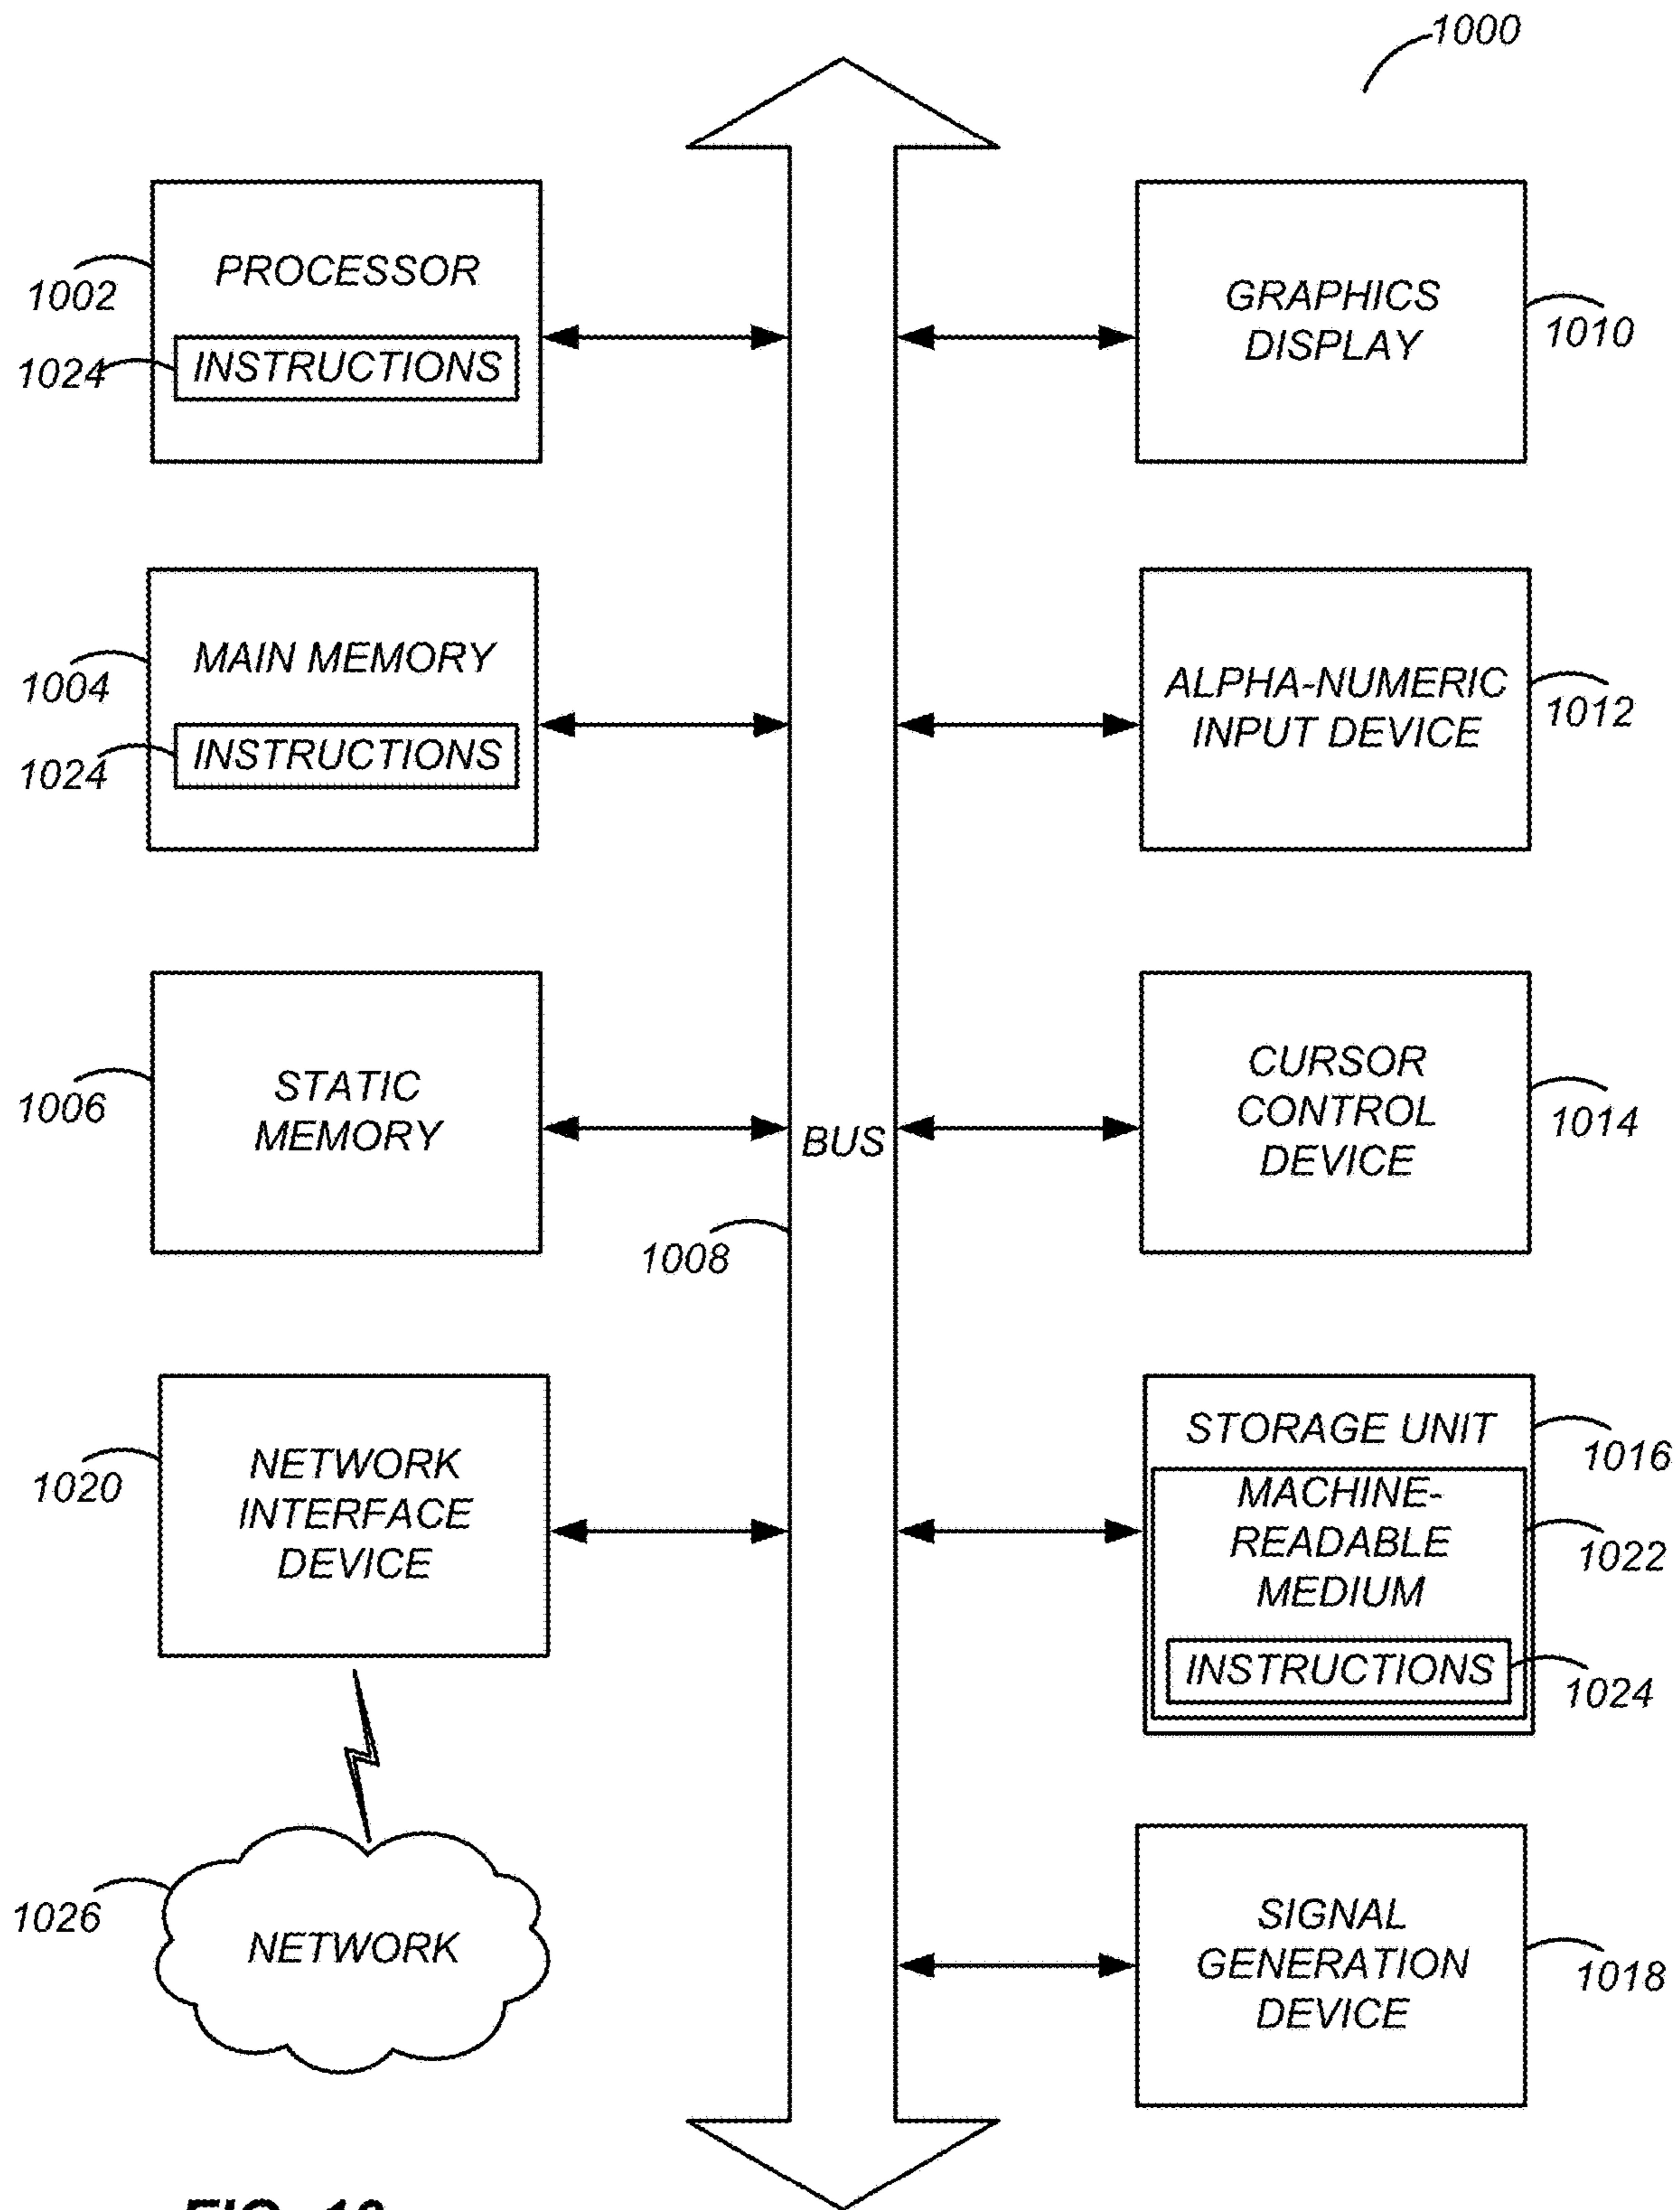 1000
PROCESSOR
1002
1024
INSTRUCTIONS
GRAPHICS
DISPLAY
1010
MAIN MEMORY
1004
1024
INSTRUCTIONS
ALPHA-NUMERIC
INPUT DEVICE
1012
STATIC
MEMORY
1006
BUS
1008
CURSOR
CONTROL
DEVICE
1014
NETWORK
INTERFACE
DEVICE
1020
STORAGE UNIT
1016
MACHINE-
READABLE
MEDIUM
1022
INSTRUCTIONS
1024
1026
NETWORK
SIGNAL
GENERATION
DEVICE
1018